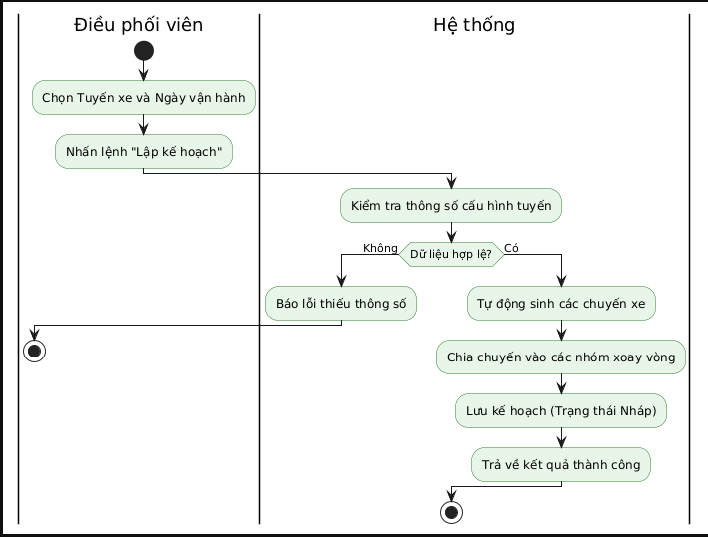 Điều phối viên
Hệ thống
Chọn Tuyến xe và Ngày vận hành
Nhấn lệnh "Lập kế hoạch"
Kiểm tra thông số cấu hình tuyến
Không
Dữ liệu hợp lệ?
Có
Báo lỗi thiếu thông số
Tự động sinh các chuyến xe
Chia chuyến vào các nhóm xoay vòng
Lưu kế hoạch (Trạng thái Nháp)
Trả về kết quả thành công